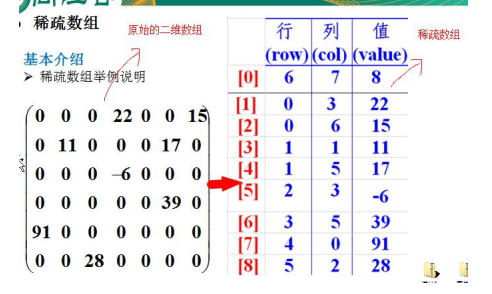 稀疏数组
原始的二维数组
基本介绍
➢ 稀疏数组举例说明
0 0 0 22 0 0 15
0 11 0 0 0 17 0
0 0 0 –6 0 0 0
0 0 0 0 0 39 0
91 0 0 0 0 0 0
0 0 28 0 0 0 0
行 列 值
(row) (col) (value)
稀疏数组
[0] 6 7 8
[1] 0 3 22
[2] 0 6 15
[3] 1 1 11
[4] 1 5 17
[5] 2 3 -6
[6] 3 5 39
[7] 4 0 91
[8] 5 2 28